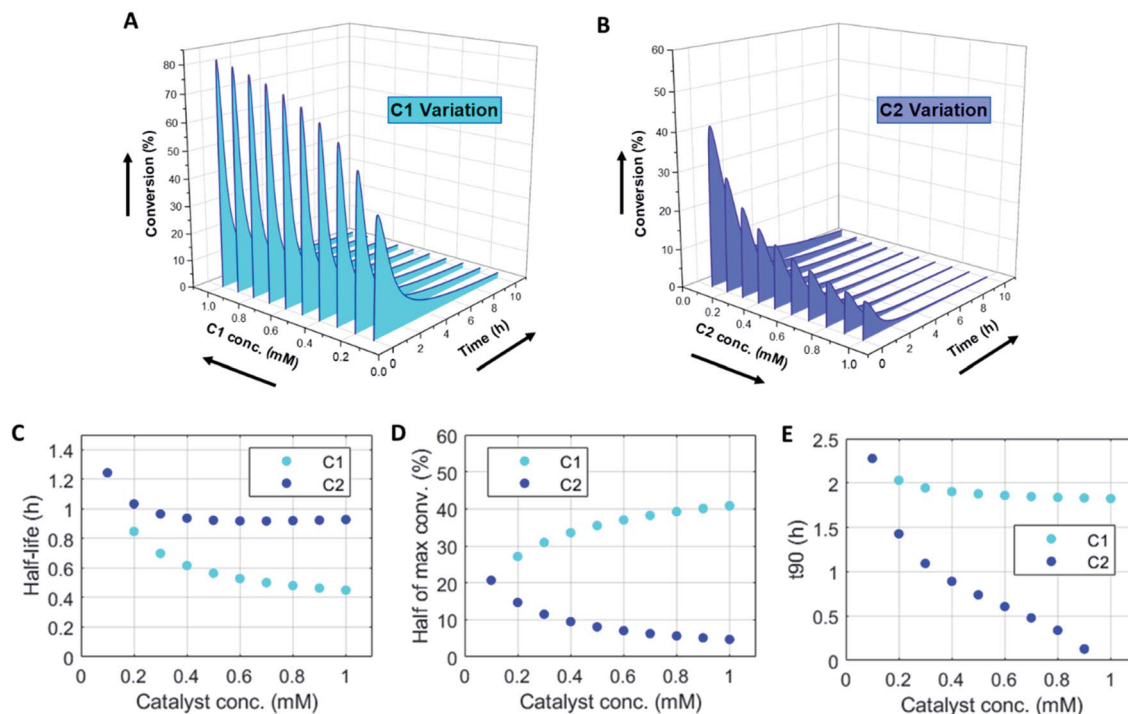 A
C1 Variation
Conversion (%)
80
70
60
50
40
30
20
10
0
1.0
0.8
0.6
0.4
0.2
0.0
C1 conc. (mM)
0
2
4
6
8
10
Time (h)
B
C2 Variation
Conversion (%)
60
50
40
30
20
10
0
0.0
0.2
0.4
0.6
0.8
1.0
C2 conc. (mM)
0
2
4
6
8
10
Time (h)
C
Half-life (h)
1.4
1.2
1
0.8
0.6
0.4
0.2
0
C1
C2
0 0.2 0.4 0.6 0.8 1
Catalyst conc. (mM)
D
Half of max conv. (%)
60
50
40
30
20
10
0
C1
C2
0 0.2 0.4 0.6 0.8 1
Catalyst conc. (mM)
E
t90 (h)
2.5
2
1.5
1
0.5
0
C1
C2
0 0.2 0.4 0.6 0.8 1
Catalyst conc. (mM)